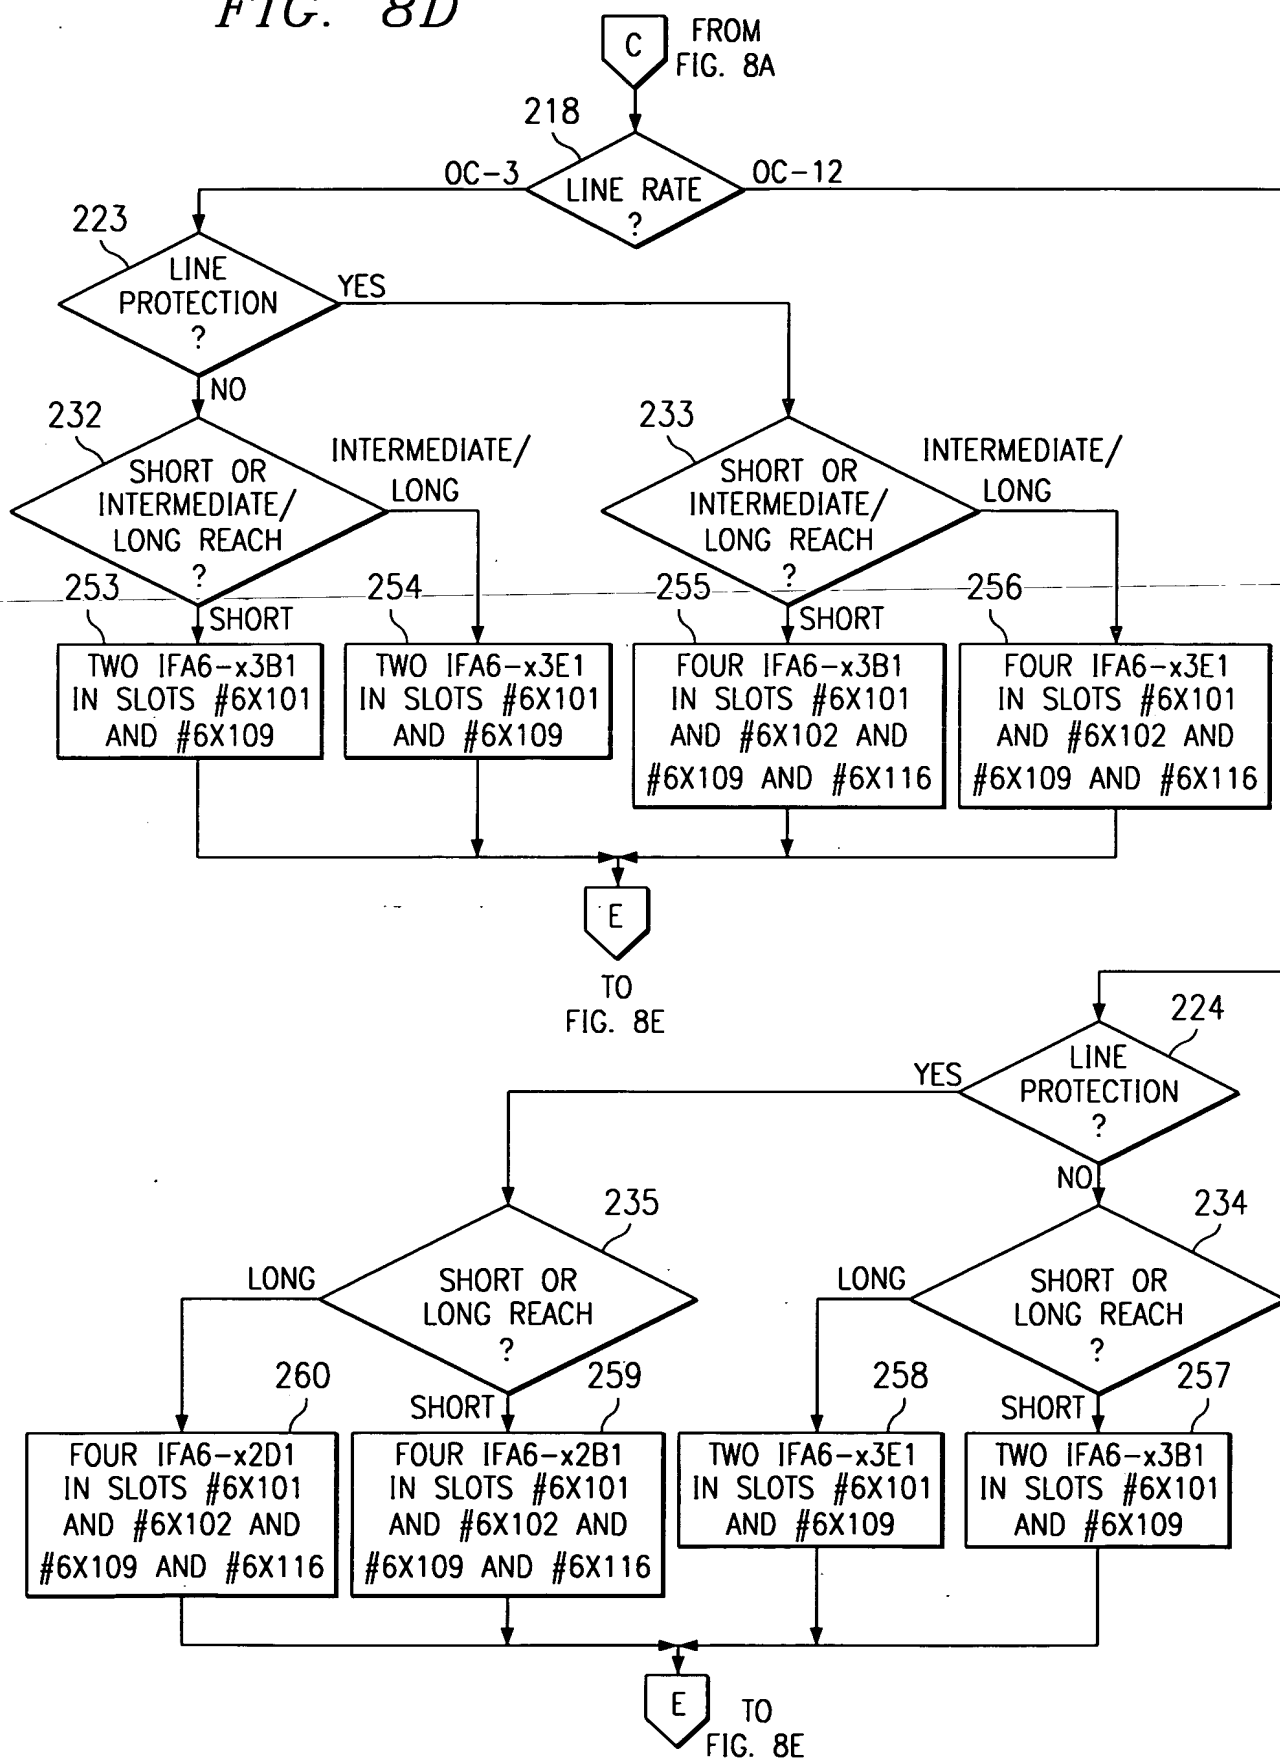 FIG. 8D
C
FROM
FIG. 8A
218
OC-3
LINE RATE
?
OC-12
223
LINE
PROTECTION
?
YES
NO
232
SHORT OR
INTERMEDIATE/
LONG REACH
?
INTERMEDIATE/
LONG
SHORT
233
SHORT OR
INTERMEDIATE/
LONG REACH
?
INTERMEDIATE/
LONG
SHORT
253
TWO IFA6-x3B1
IN SLOTS #6X101
AND #6X109
254
TWO IFA6-x3E1
IN SLOTS #6X101
AND #6X109
255
FOUR IFA6-x3B1
IN SLOTS #6X101
AND #6X102 AND
#6X109 AND #6X116
256
FOUR IFA6-x3E1
IN SLOTS #6X101
AND #6X102 AND
#6X109 AND #6X116
E
TO
FIG. 8E
224
LINE
PROTECTION
?
YES
NO
235
SHORT OR
LONG REACH
?
LONG
SHORT
234
SHORT OR
LONG REACH
?
LONG
SHORT
260
FOUR IFA6-x2D1
IN SLOTS #6X101
AND #6X102 AND
#6X109 AND #6X116
259
FOUR IFA6-x2B1
IN SLOTS #6X101
AND #6X102 AND
#6X109 AND #6X116
258
TWO IFA6-x3E1
IN SLOTS #6X101
AND #6X109
257
TWO IFA6-x3B1
IN SLOTS #6X101
AND #6X109
E
TO
FIG. 8E